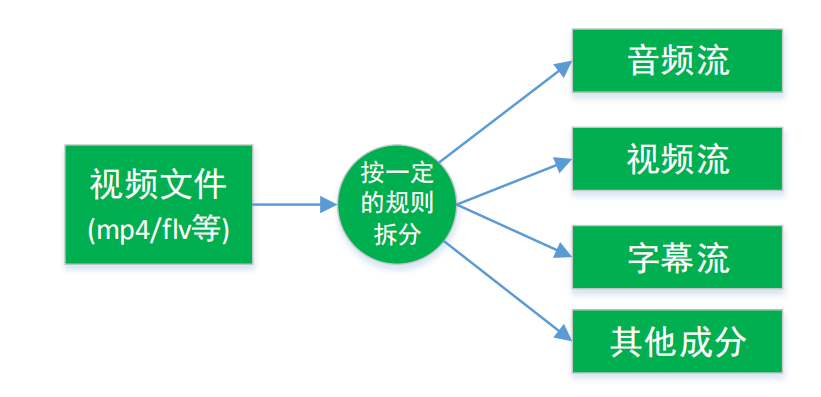 视频文件
(mp4/flv等)
按一定
的规则
拆分
音频流
视频流
字幕流
其他成分